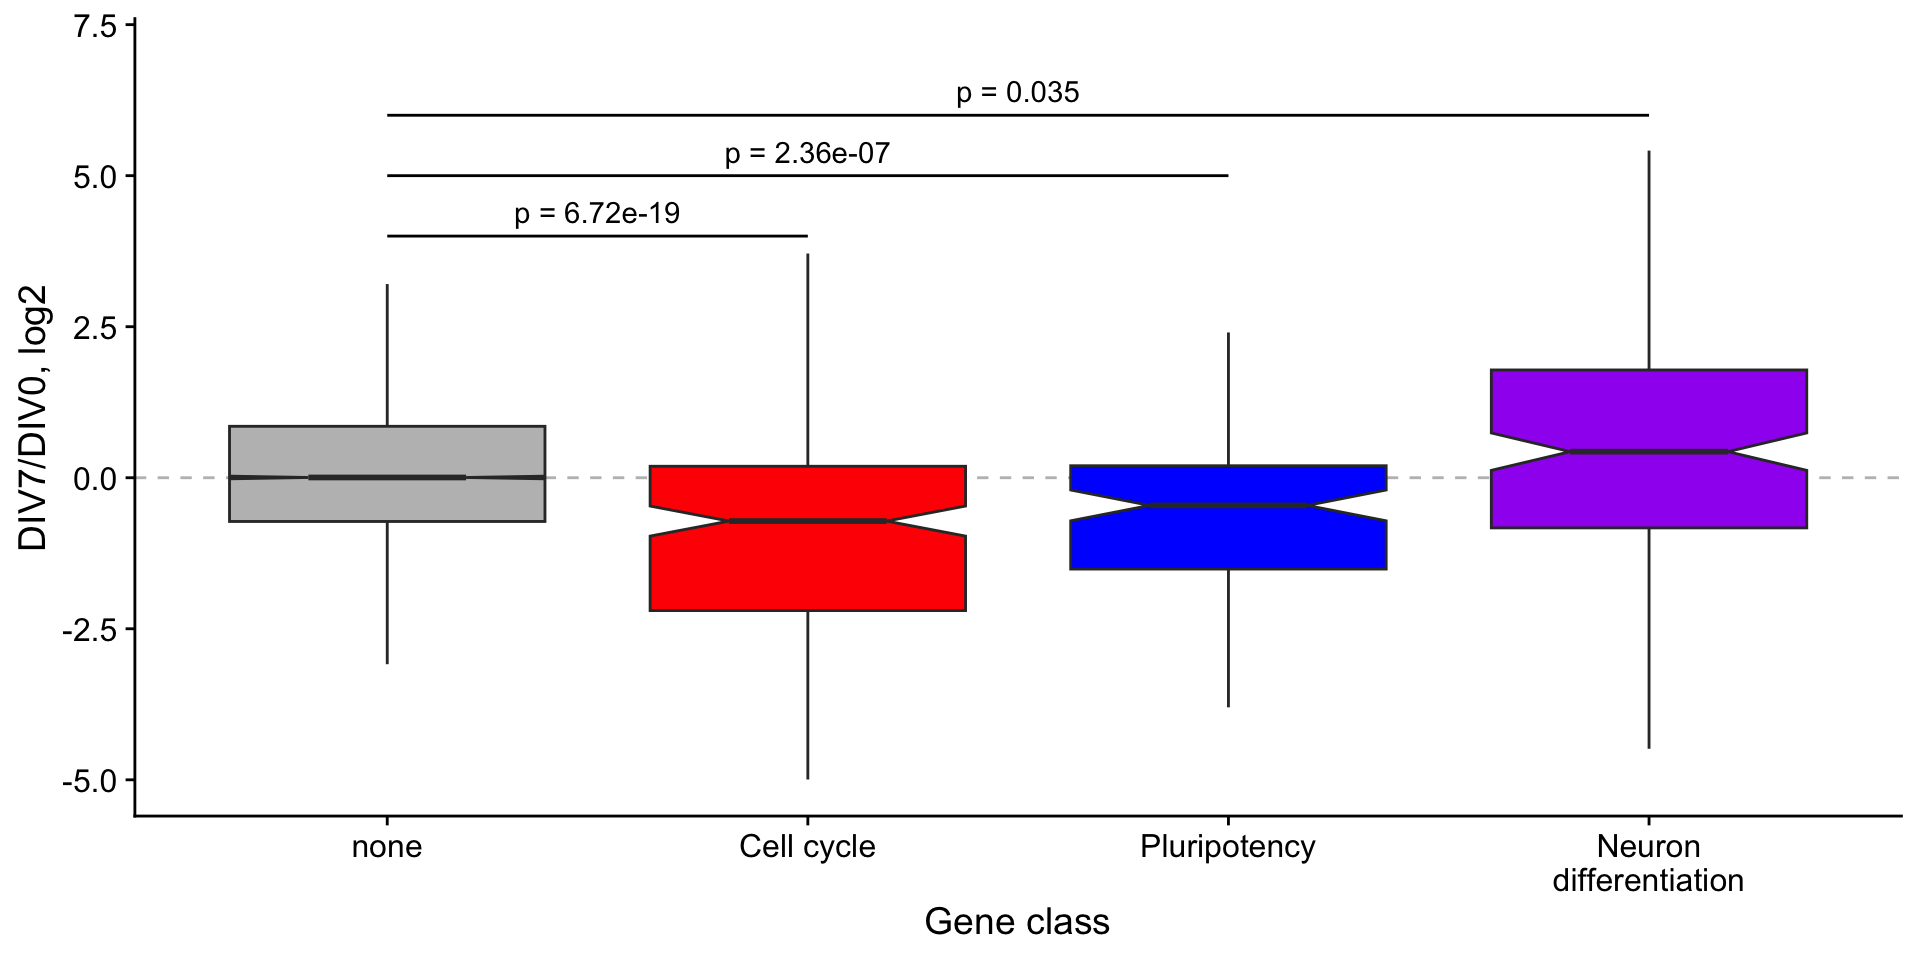 7.5
5.0
2.5
0.0
-2.5
-5.0
DIV7/DIV0, log2
p = 0.035
p = 2.36e-07
p = 6.72e-19
none
Cell cycle
Pluripotency
Neuron
differentiation
Gene class